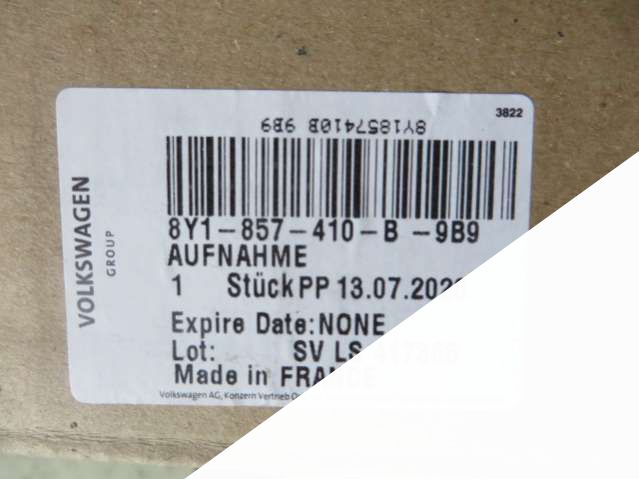 3822
8Y1857410B 9B9
VOLKSWAGEN
GROUP
8Y1-857-410-B -9B9
AUFNAHME
1 Stück PP 13.07.202
Expire Date: NONE
Lot: SV LS
Made in FRANCE
Volkswagen AG, Konzern Vertrieb